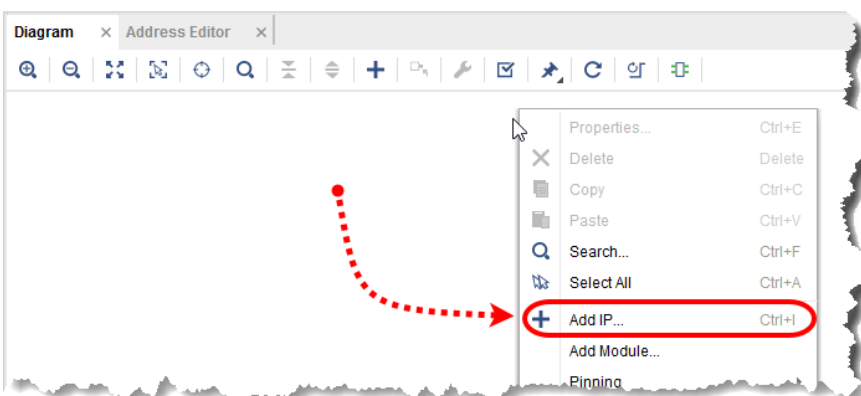 Diagram × Address Editor ×
Properties... Ctrl+E
Delete Delete
Copy Ctrl+C
Paste Ctrl+V
Search... Ctrl+F
Select All Ctrl+A
Add IP... Ctrl+I
Add Module...
Pinning